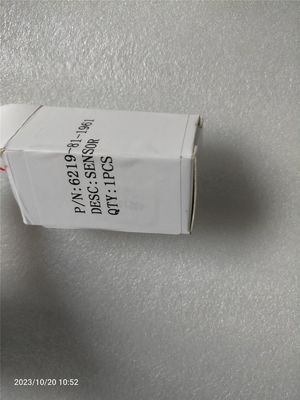 P/N:6219-81-1961
DESC:SENSOR
QTY:1PCS
2023/10/20 10:52